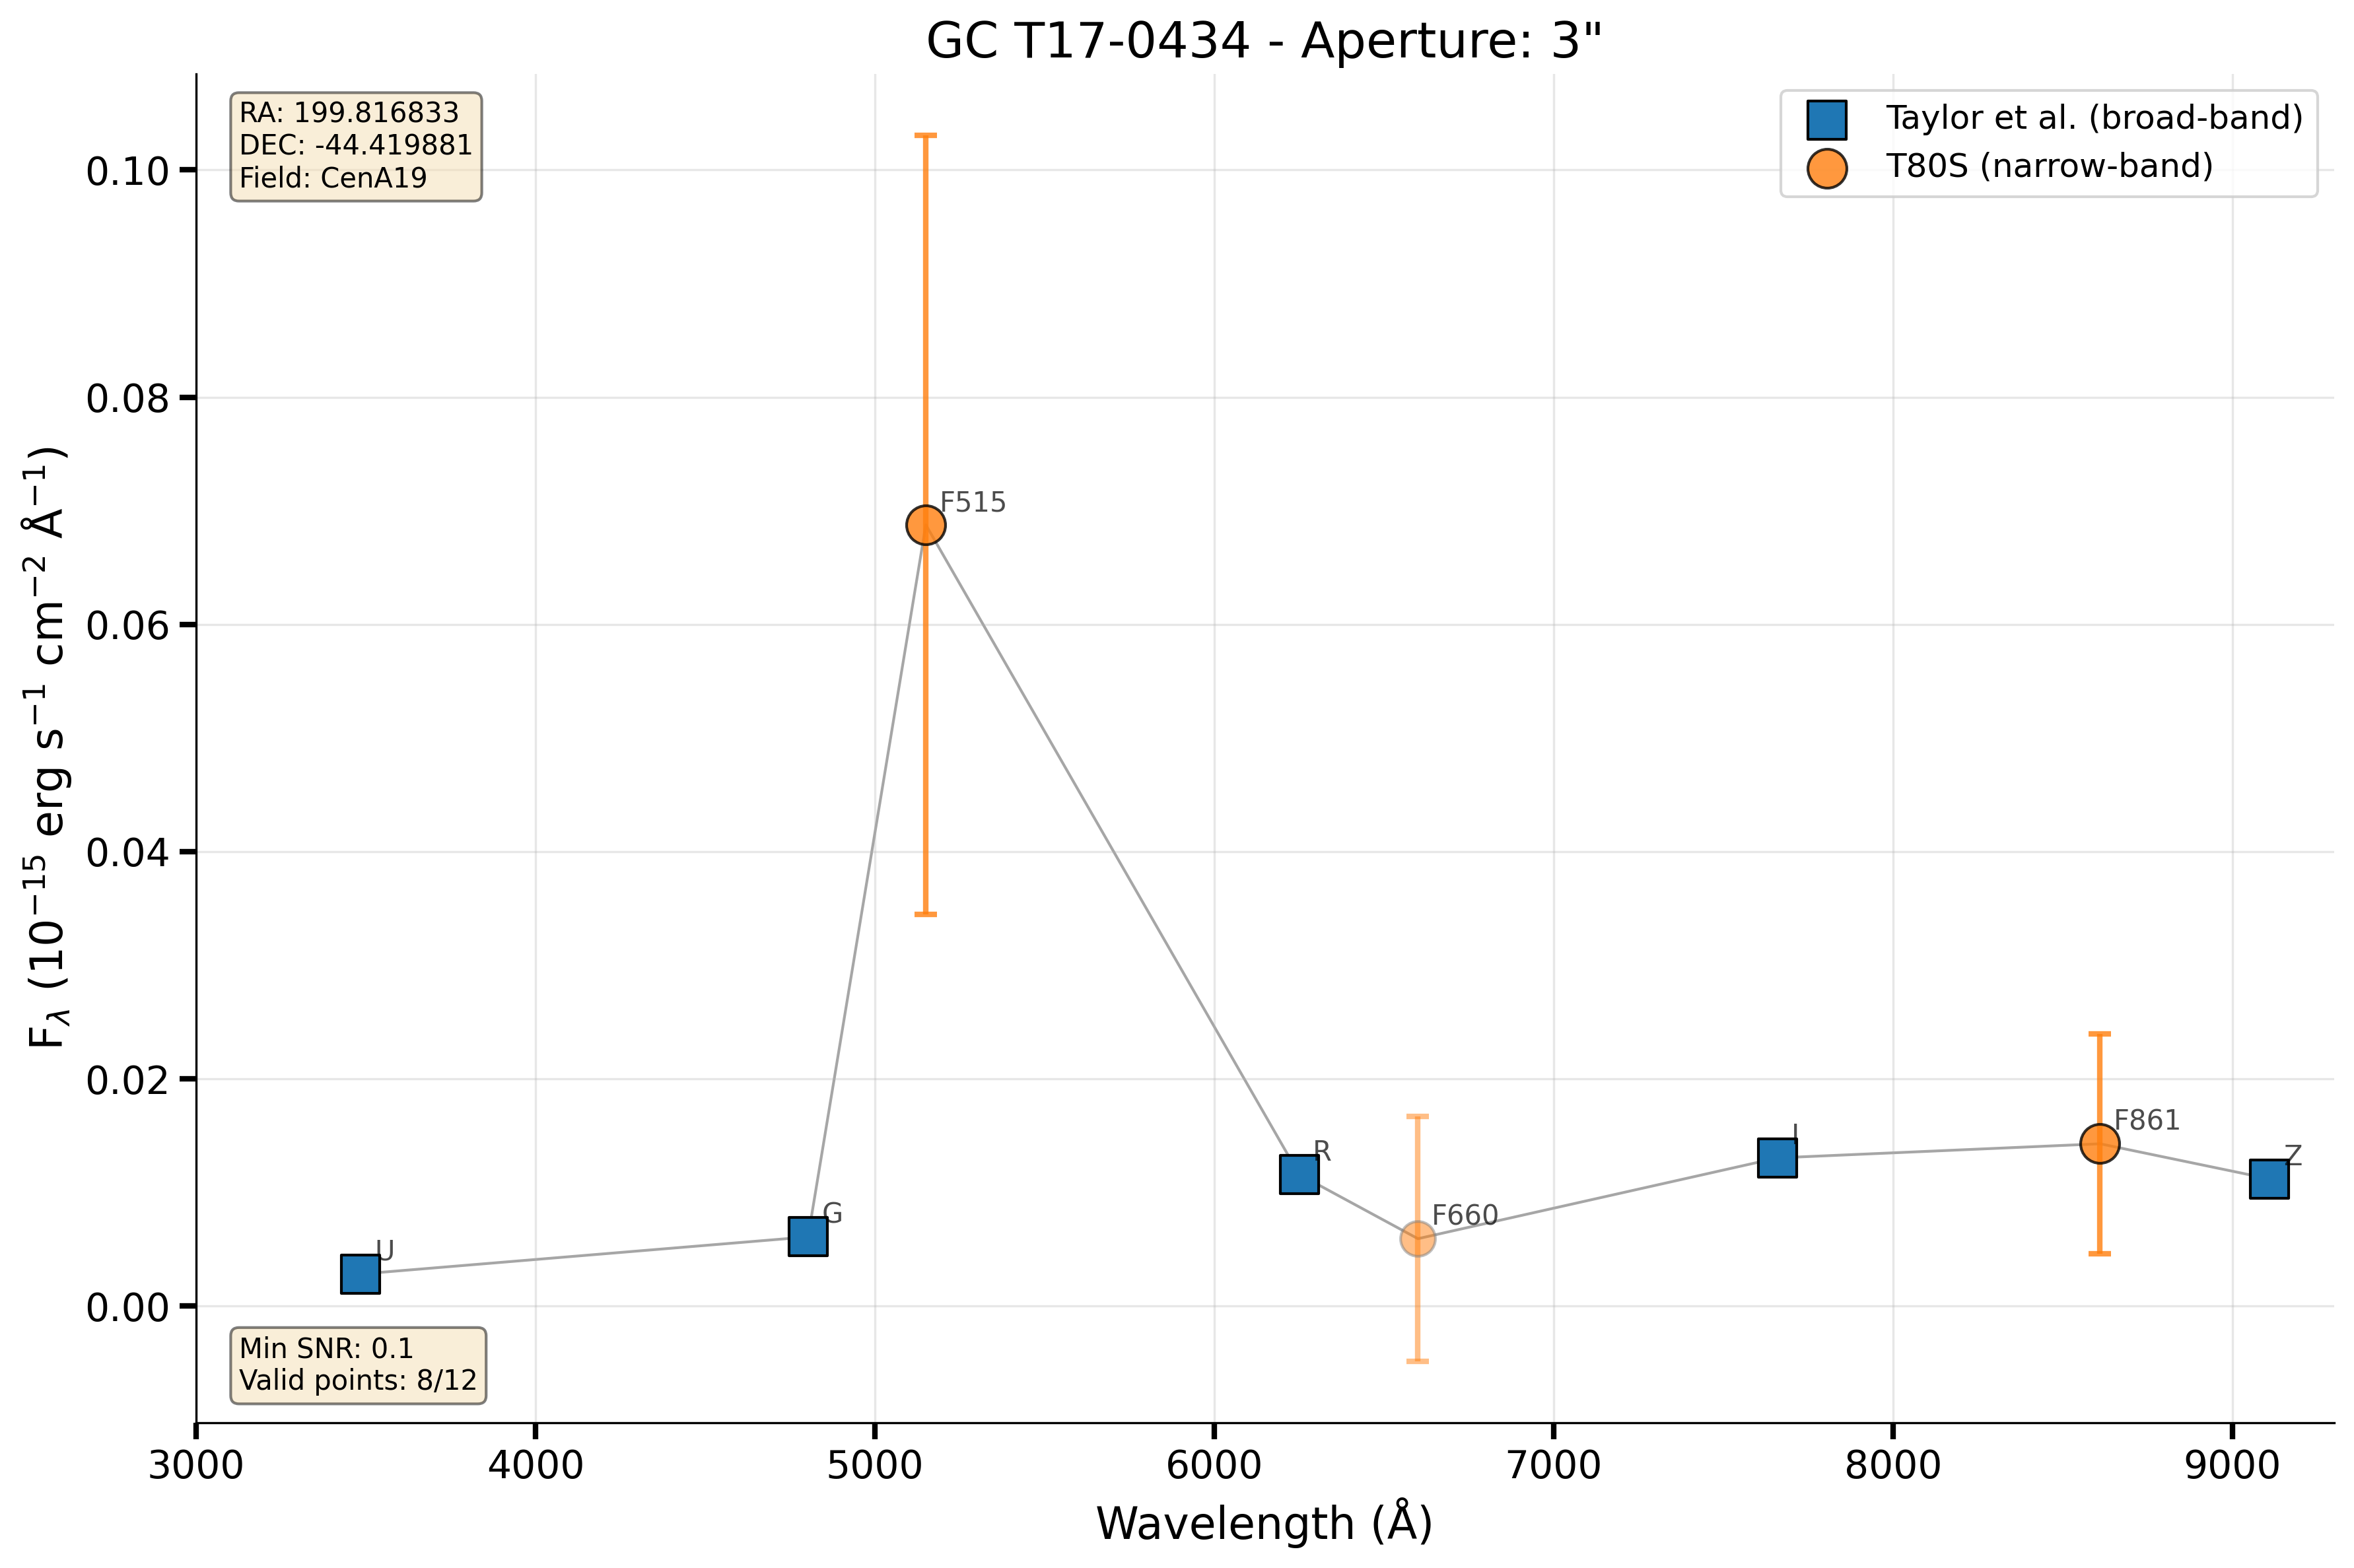 GC T17-0434 - Aperture: 3"
RA: 199.816833
DEC: -44.419881
Field: CenA19
Taylor et al. (broad-band)
T80S (narrow-band)
F515
U
G
R
F660
I
F861
Z
Min SNR: 0.1
Valid points: 8/12
0.10
0.08
0.06
0.04
0.02
0.00
F_λ (10⁻¹⁵ erg s⁻¹ cm⁻² Å⁻¹)
3000 4000 5000 6000 7000 8000 9000
Wavelength (Å)